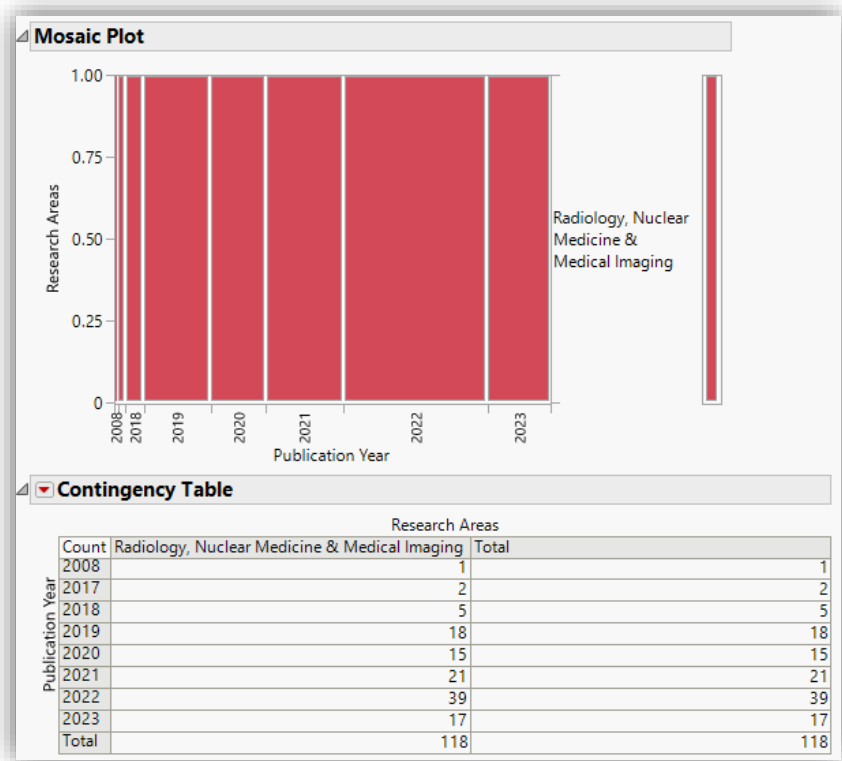 Mosaic Plot
1.00
0.75
0.50
0.25
0
Research Areas
Radiology, Nuclear
Medicine &
Medical Imaging
2008
2018
2019
2020
2021
2022
2023
Publication Year
Contingency Table
Research Areas
Publication Year
Count Radiology, Nuclear Medicine & Medical Imaging Total
2008 1 1
2017 2 2
2018 5 5
2019 18 18
2020 15 15
2021 21 21
2022 39 39
2023 17 17
Total 118 118